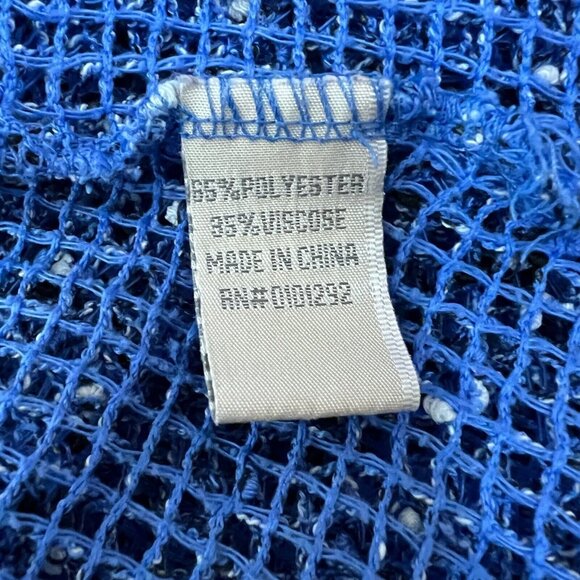 65%POLYESTER
35%VISCOSE
MADE IN CHINA
RN#0101292